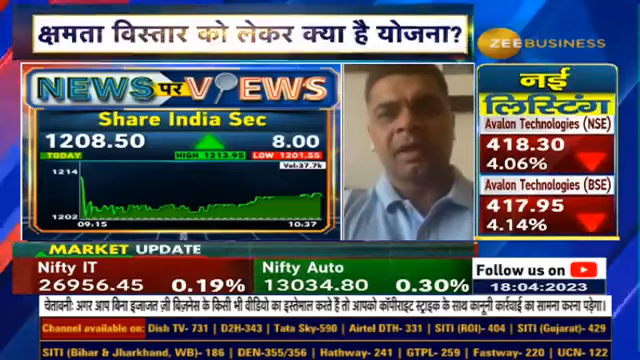 क्षमता विस्तार को लेकर क्या है योजना?
ZEE BUSINESS
NEWS पर VIEWS
Share India Sec
1208.50 8.00
TODAY HIGH 1213.95 LOW 1201.55
Vol:37.7k
1214
1202
09:15 10:37
नई
लिस्टिंग
Avalon Technologies (NSE)
418.30
4.06%
Avalon Technologies (BSE)
417.95
4.14%
MARKET UPDATE
Nifty IT
26956.45 0.19%
Nifty Auto
13034.80 0.30%
Follow us on
18:04:2023
चेतावनी: अगर आप बिना इजाजत ज़ी बिज़नेस के किसी भी वीडियो का इस्तेमाल करते हैं तो आपको कॉपीराइट स्ट्राइक के साथ कानूनी कार्रवाई का सामना करना पड़ेगा।
Channel available on: Dish TV- 731 | D2H-343 | Tata Sky-590 | Airtel DTH- 331 | SITI (ROI) - 404 | SITI (Gujarat) - 429
SITI (Bihar & Jharkhand, WB) - 186 | DEN-355/356 | Hathway- 241 | GTPL- 259 | Fastway- 220 | UCN- 122